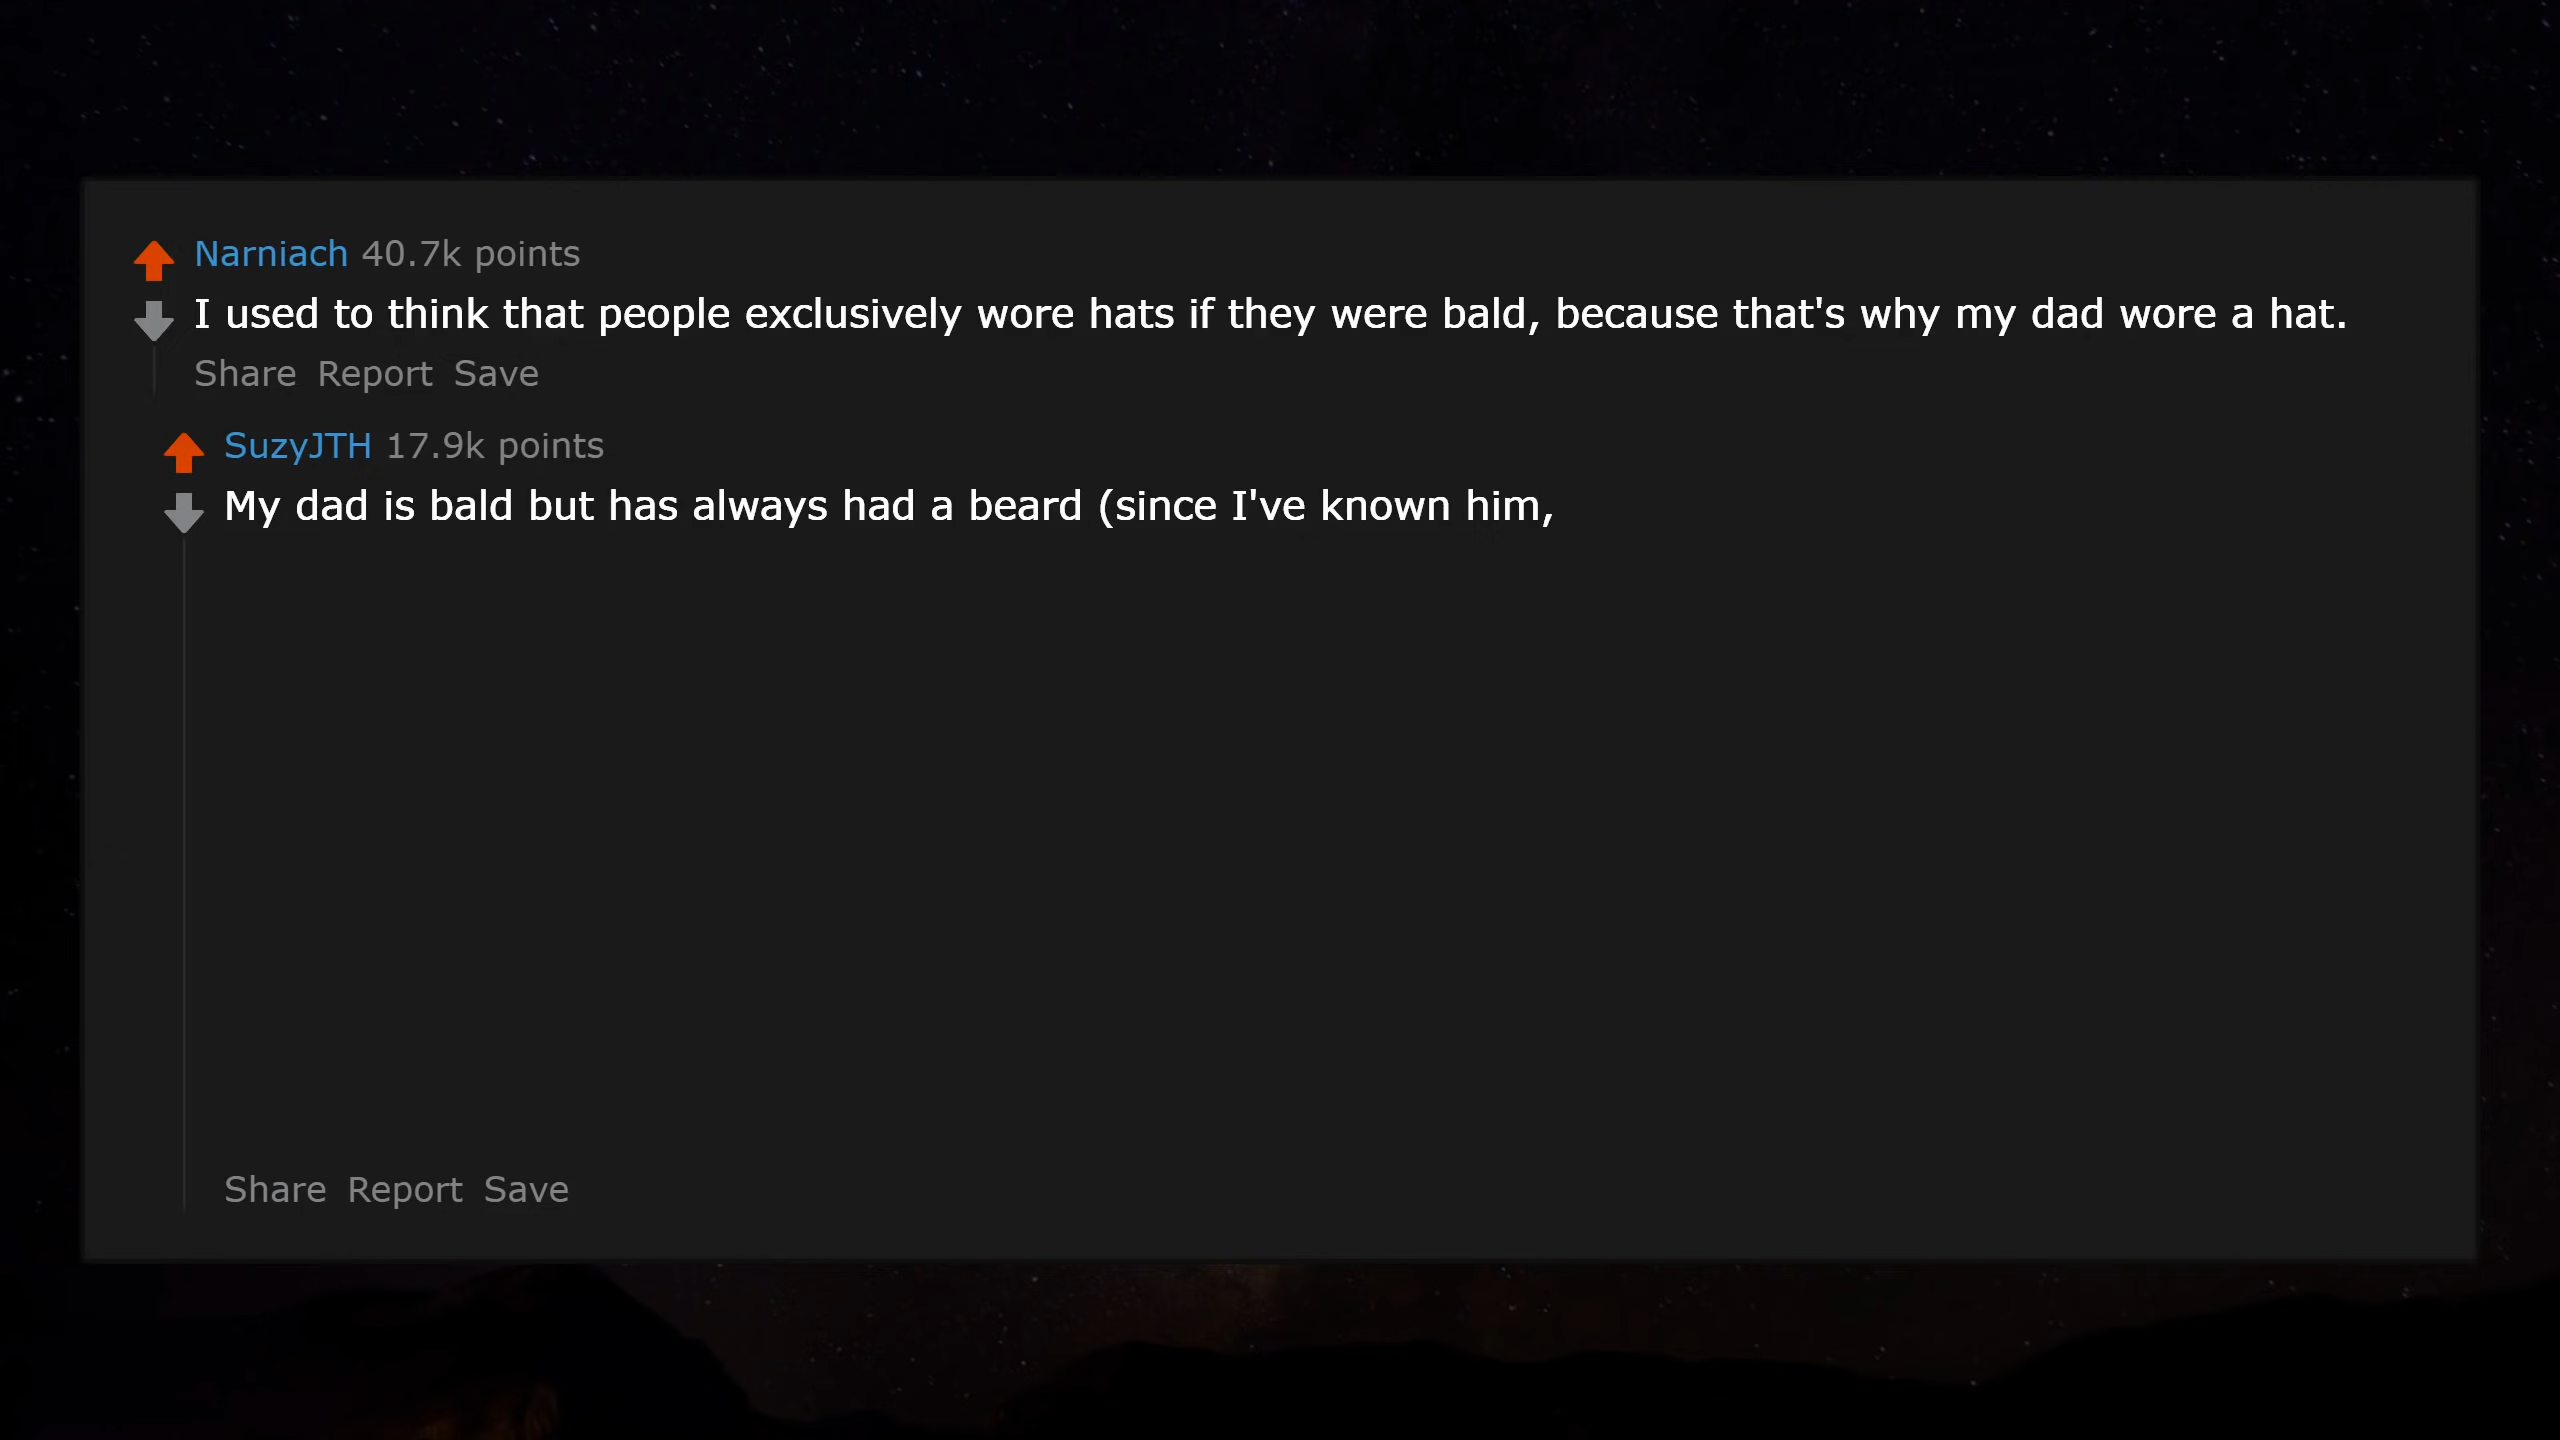 Narniach 40.7k points
I used to think that people exclusively wore hats if they were bald, because that's why my dad wore a hat.
Share Report Save
SuzyJTH 17.9k points
My dad is bald but has always had a beard (since I've known him,
Share Report Save